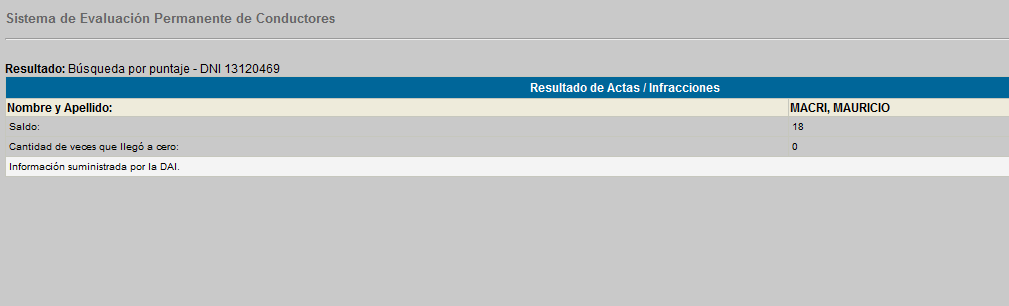 Sistema de Evaluación Permanente de Conductores
Resultado: Búsqueda por puntaje - DNI 13120469
Resultado de Actas / Infracciones
Nombre y Apellido: MACRI, MAURICIO
Saldo: 18
Cantidad de veces que llegó a cero: 0
Información suministrada por la DAI.